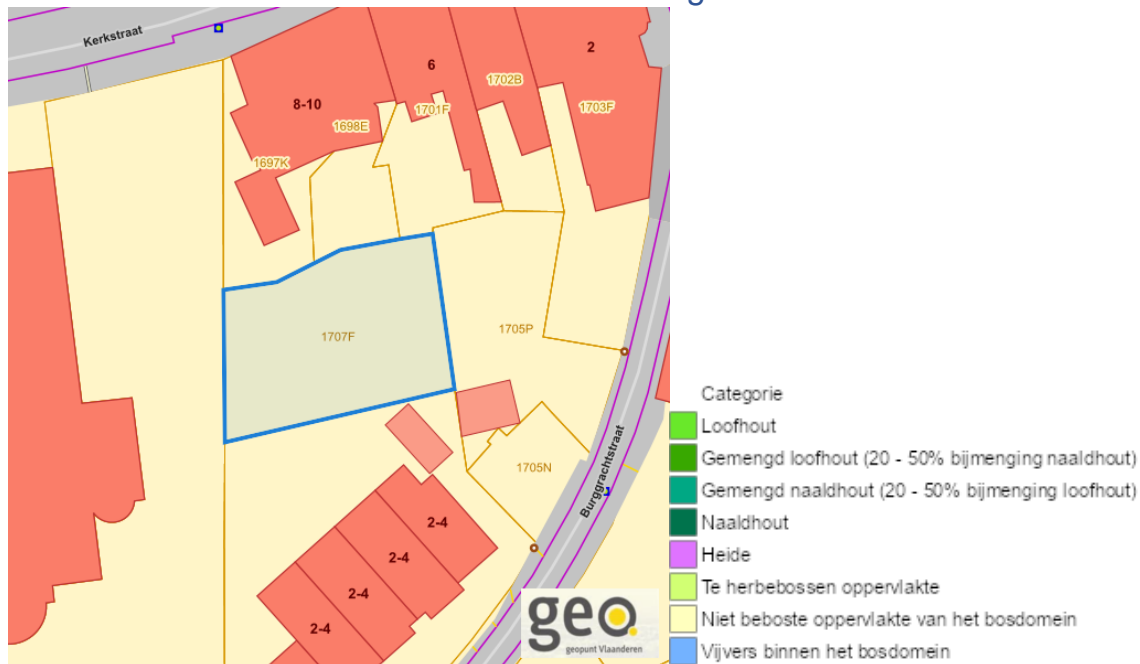 g
Kerkstraat
2
6
1702B
8-10
1701F
1703F
1698E
1697K
1707F
1705P
1705N
Burggrachtstraat
2-4
2-4
2-4
2-4
geo.
geopunt Vlaanderen
Categorie
Loofhout
Gemengd loofhout (20 - 50% bijmenging naaldhout)
Gemengd naaldhout (20 - 50% bijmenging loofhout)
Naaldhout
Heide
Te herbebossen oppervlakte
Niet beboste oppervlakte van het bosdomein
Vijvers binnen het bosdomein